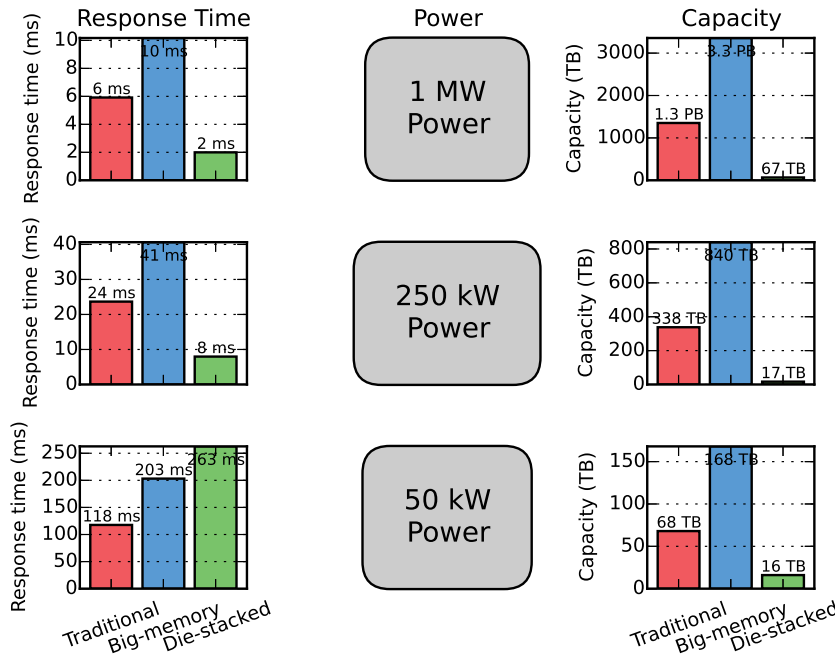 Response Time
Power
Capacity
Response time (ms)
10
8
6
4
2
0
6 ms
10 ms
2 ms
1 MW
Power
Capacity (TB)
3000
2000
1000
0
1.3 PB
3.3 PB
67 TB
Response time (ms)
40
30
20
10
0
24 ms
41 ms
8 ms
250 kW
Power
Capacity (TB)
800
600
400
200
0
338 TB
840 TB
17 TB
Response time (ms)
250
200
150
100
50
0
118 ms
203 ms
263 ms
50 kW
Power
Capacity (TB)
150
100
50
0
68 TB
168 TB
16 TB
Traditional
Big-memory
Die-stacked
Traditional
Big-memory
Die-stacked